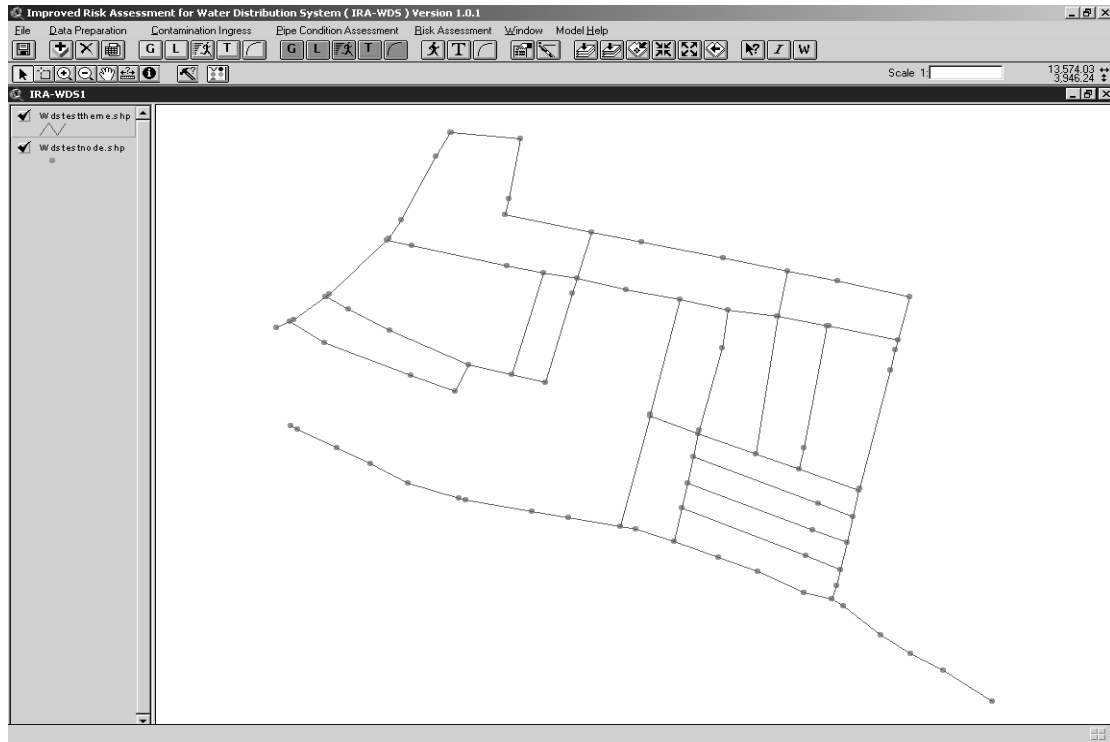 Improved Risk Assessment for Water Distribution System ( IRA-WDS ) Version 1.0.1
File Data Preparation Contamination Ingress Pipe Condition Assessment Risk Assessment Window Model Help
G L T G L T T I W
Scale 1: 13,574.03
3,946.24
IRA-WDS1
Wdstesttheme.shp
Wdstestnode.shp